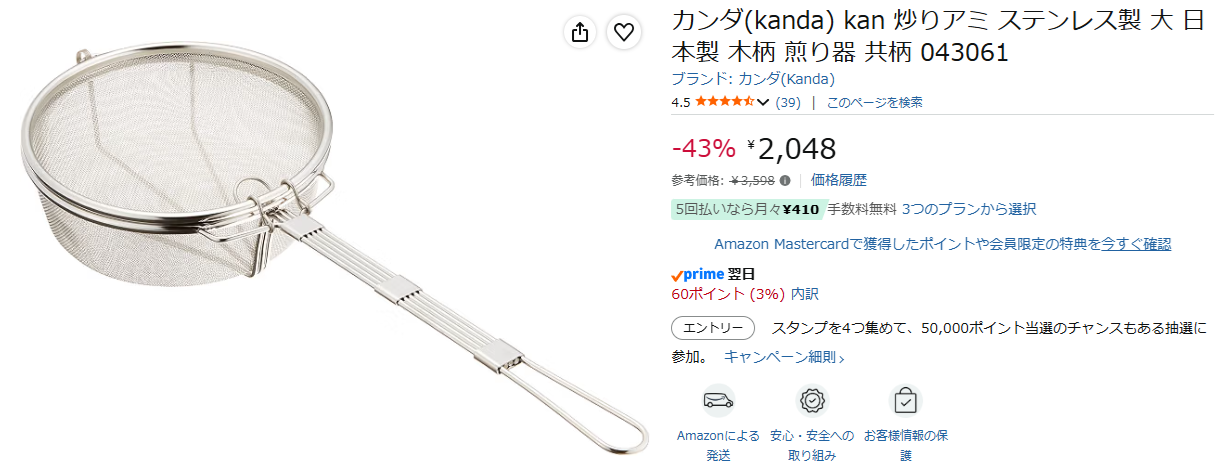 カンダ(kanda) kan 炒りアミ ステンレス製 大 日
本製 木柄 煎り器 共柄 043061
ブランド: カンダ(Kanda)
4.5 (39) | このページを検索
-43% ¥2,048
参考価格: ¥3,598 価格履歴
5回払いなら月々¥410 手数料無料 3つのプランから選択
Amazon Mastercardで獲得したポイントや会員限定の特典を今すぐ確認
prime 翌日
60ポイント (3%) 内訳
エントリー スタンプを4つ集めて、50,000ポイント当選のチャンスもある抽選に
参加。 キャンペーン細則 ›
Amazonによる 安心・安全への お客様情報の保
発送 取り組み 護